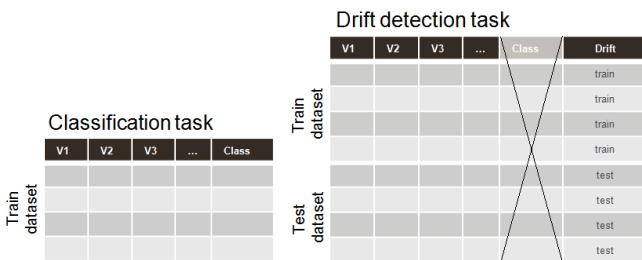 Drift detection task
V1 V2 V3 ... Class Drift
Train dataset
train
train
train
train
Test dataset
test
test
test
test
Classification task
V1 V2 V3 ... Class
Train dataset